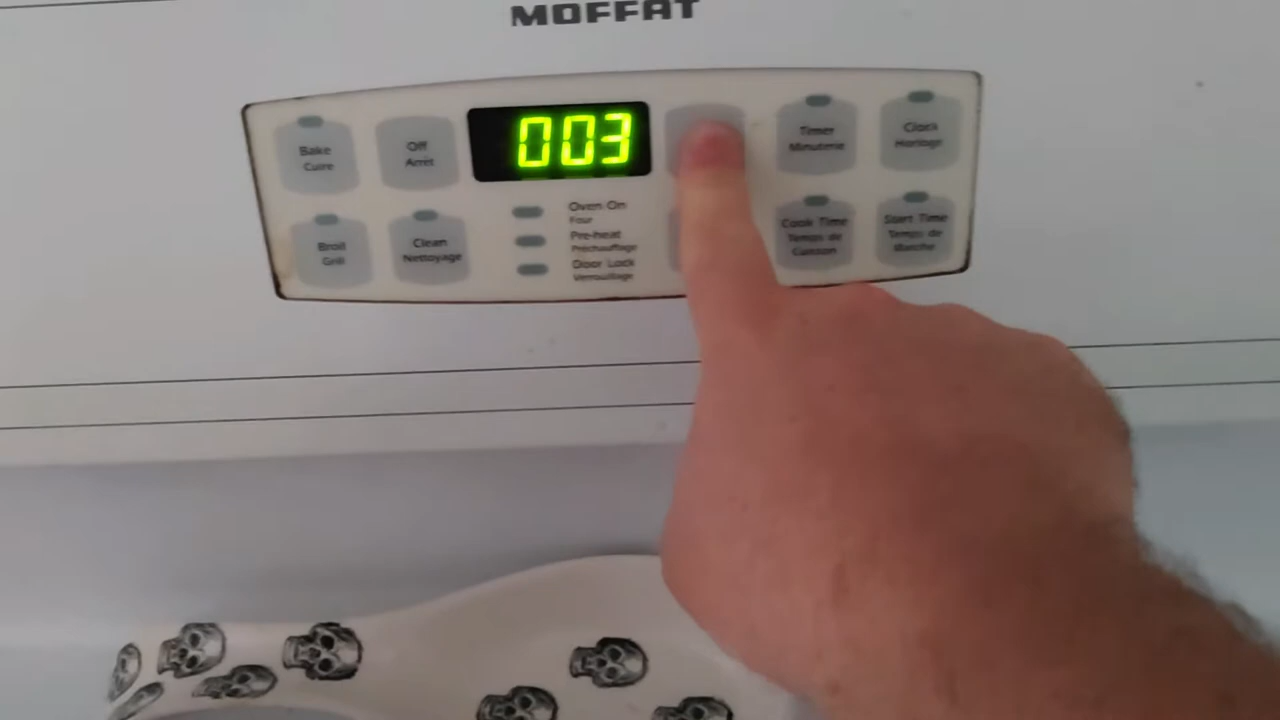 MOFFAT
Bake
Cuire
Off
Arrêt
003
Timer
Minuterie
Clock
Horloge
Broil
Gril
Clean
Nettoyage
Oven On
Four
Pre-heat
Préchauffage
Door Lock
Verrouillage
Cook Time
Temps de
Cuisson
Start Time
Temps de
Marche